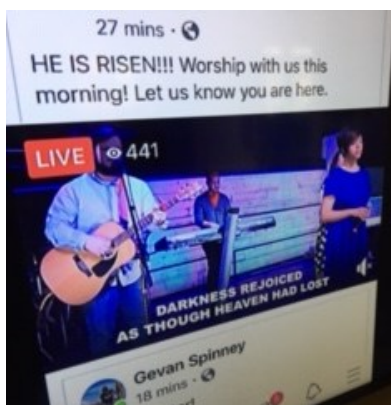 27 mins ·
HE IS RISEN!!! Worship with us this
morning! Let us know you are here.
LIVE 441
DARKNESS REJOICED
AS THOUGH HEAVEN HAD LOST
Gevan Spinney
18 mins ·